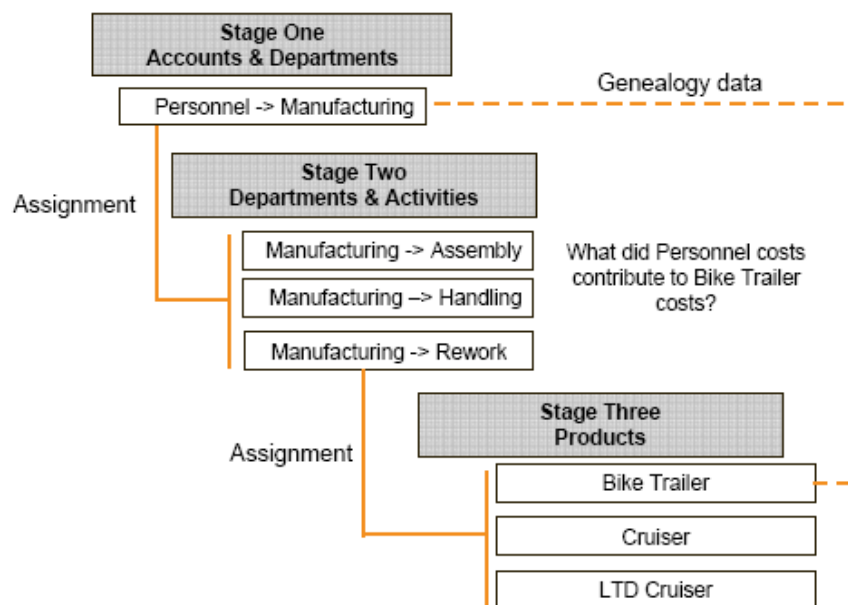 Stage One
Accounts & Departments
Genealogy data
Personnel -> Manufacturing
Stage Two
Departments & Activities
Assignment
Manufacturing -> Assembly
Manufacturing –> Handling
Manufacturing -> Rework
What did Personnel costs
contribute to Bike Trailer
costs?
Stage Three
Products
Assignment
Bike Trailer
Cruiser
LTD Cruiser